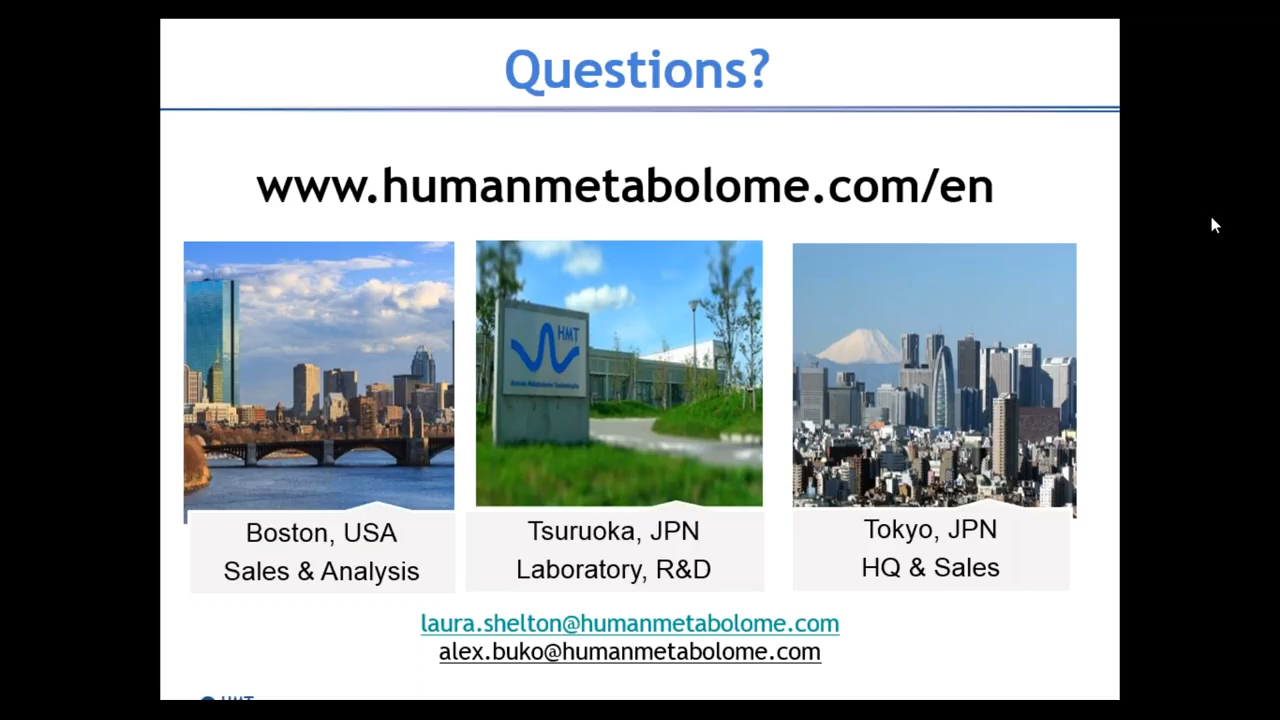 Questions?
www.humanmetabolome.com/en
HMT
Boston, USA
Sales & Analysis
Tsuruoka, JPN
Laboratory, R&D
Tokyo, JPN
HQ & Sales
laura.shelton@humanmetabolome.com
alex.buko@humanmetabolome.com
HMT